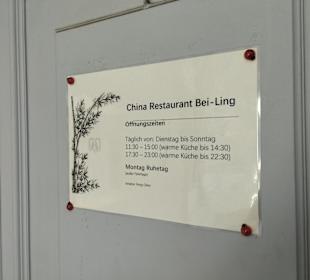 China Restaurant Bei-Ling
Öffnungszeiten
Täglich von: Dienstag bis Sonntag
11:30 – 15:00 (warme Küche bis 14:30)
17:30 – 23:00 (warme Küche bis 22:30)
Montag Ruhetag